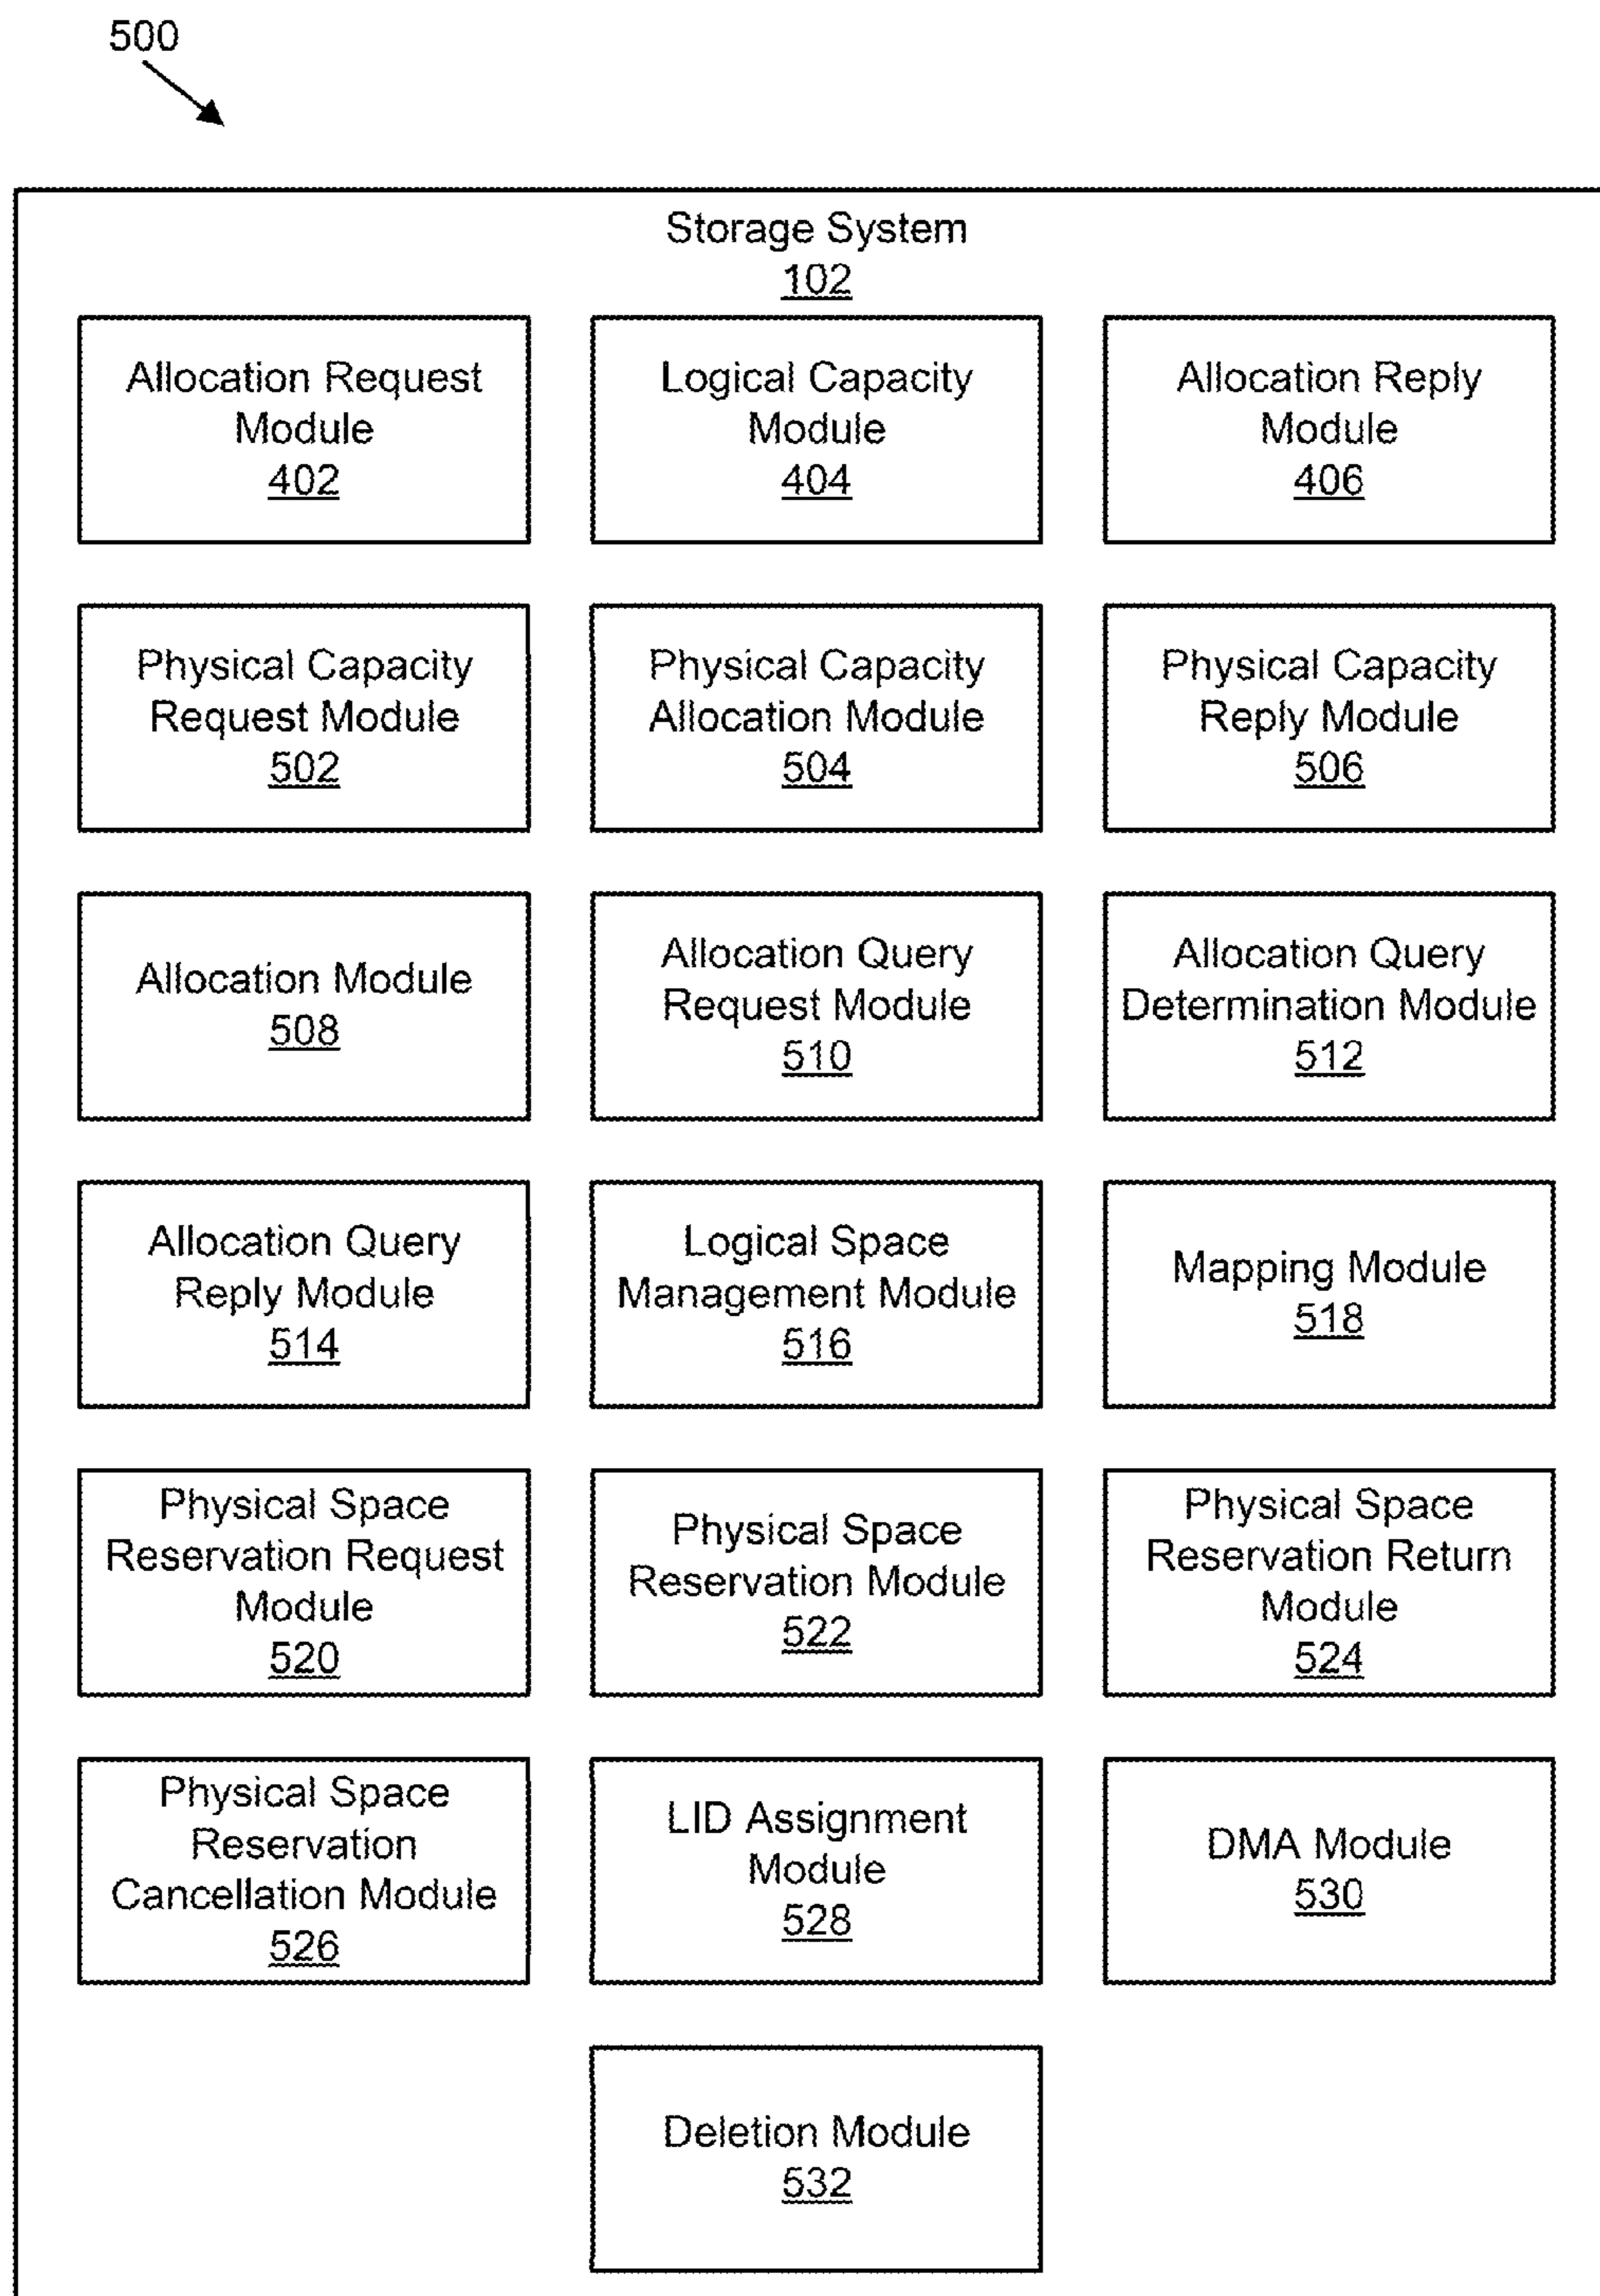 500
Storage System
102
Allocation Request
Module
402
Logical Capacity
Module
404
Allocation Reply
Module
406
Physical Capacity
Request Module
502
Physical Capacity
Allocation Module
504
Physical Capacity
Reply Module
506
Allocation Module
508
Allocation Query
Request Module
510
Allocation Query
Determination Module
512
Allocation Query
Reply Module
514
Logical Space
Management Module
516
Mapping Module
518
Physical Space
Reservation Request
Module
520
Physical Space
Reservation Module
522
Physical Space
Reservation Return
Module
524
Physical Space
Reservation
Cancellation Module
526
LID Assignment
Module
528
DMA Module
530
Deletion Module
532